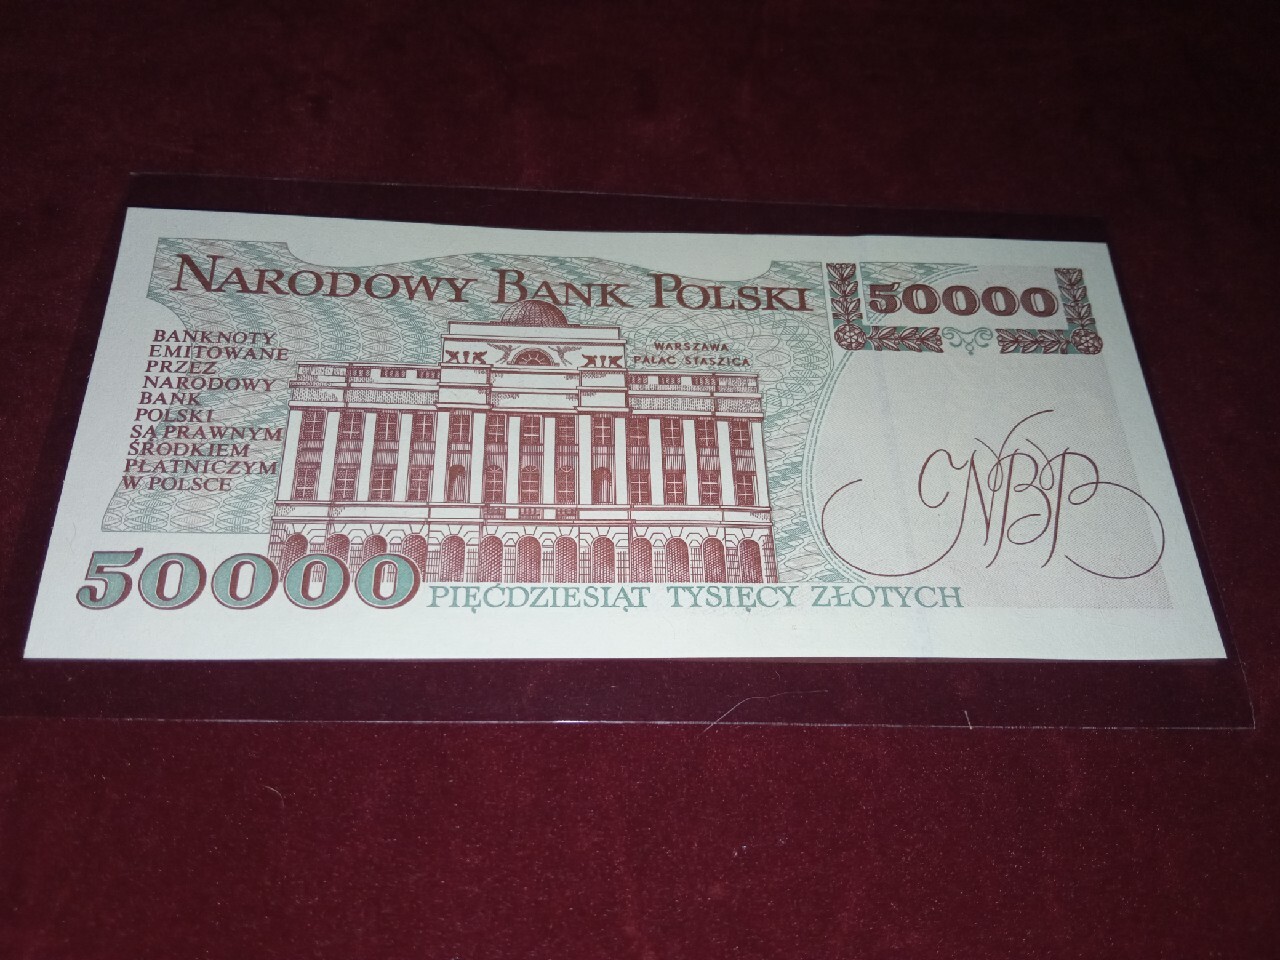 NARODOWY BANK POLSKI
50000
BANKNOTY
EMITOWANE
PRZEZ
NARODOWY
BANK
POLSKI
SĄ PRAWNYM
ŚRODKIEM
PŁATNICZYM
W POLSCE
WARSZAWA
PAŁAC STASZICA
NBP
50000 PIĘĆDZIESIĄT TYSIĘCY ZŁOTYCH